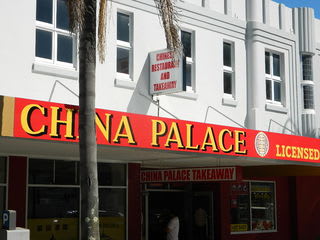 CHINESE
RESTAURANT
AND
TAKEAWAY
CHINA PALACE
LICENSED
CHINA PALACE TAKEAWAY